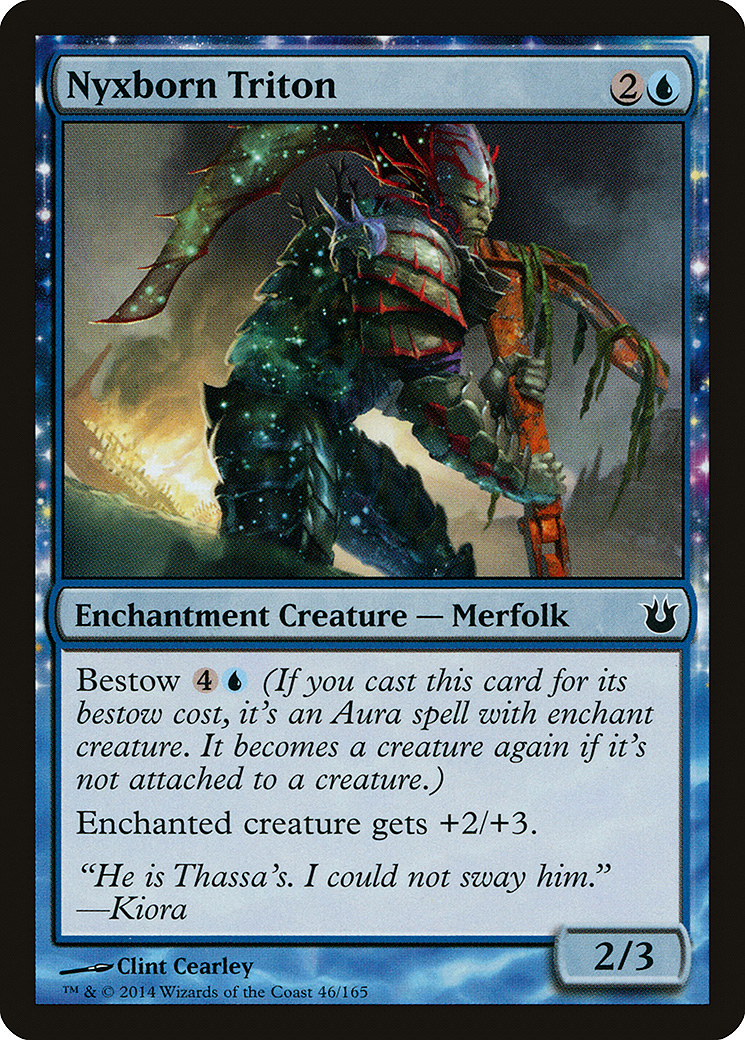 Nyxborn Triton 2
Enchantment Creature — Merfolk
Bestow 4 (If you cast this card for its
bestow cost, it's an Aura spell with enchant
creature. It becomes a creature again if it's
not attached to a creature.)
Enchanted creature gets +2/+3.
“He is Thassa's. I could not sway him.”
—Kiora
2/3
Clint Cearley
™ & © 2014 Wizards of the Coast 46/165